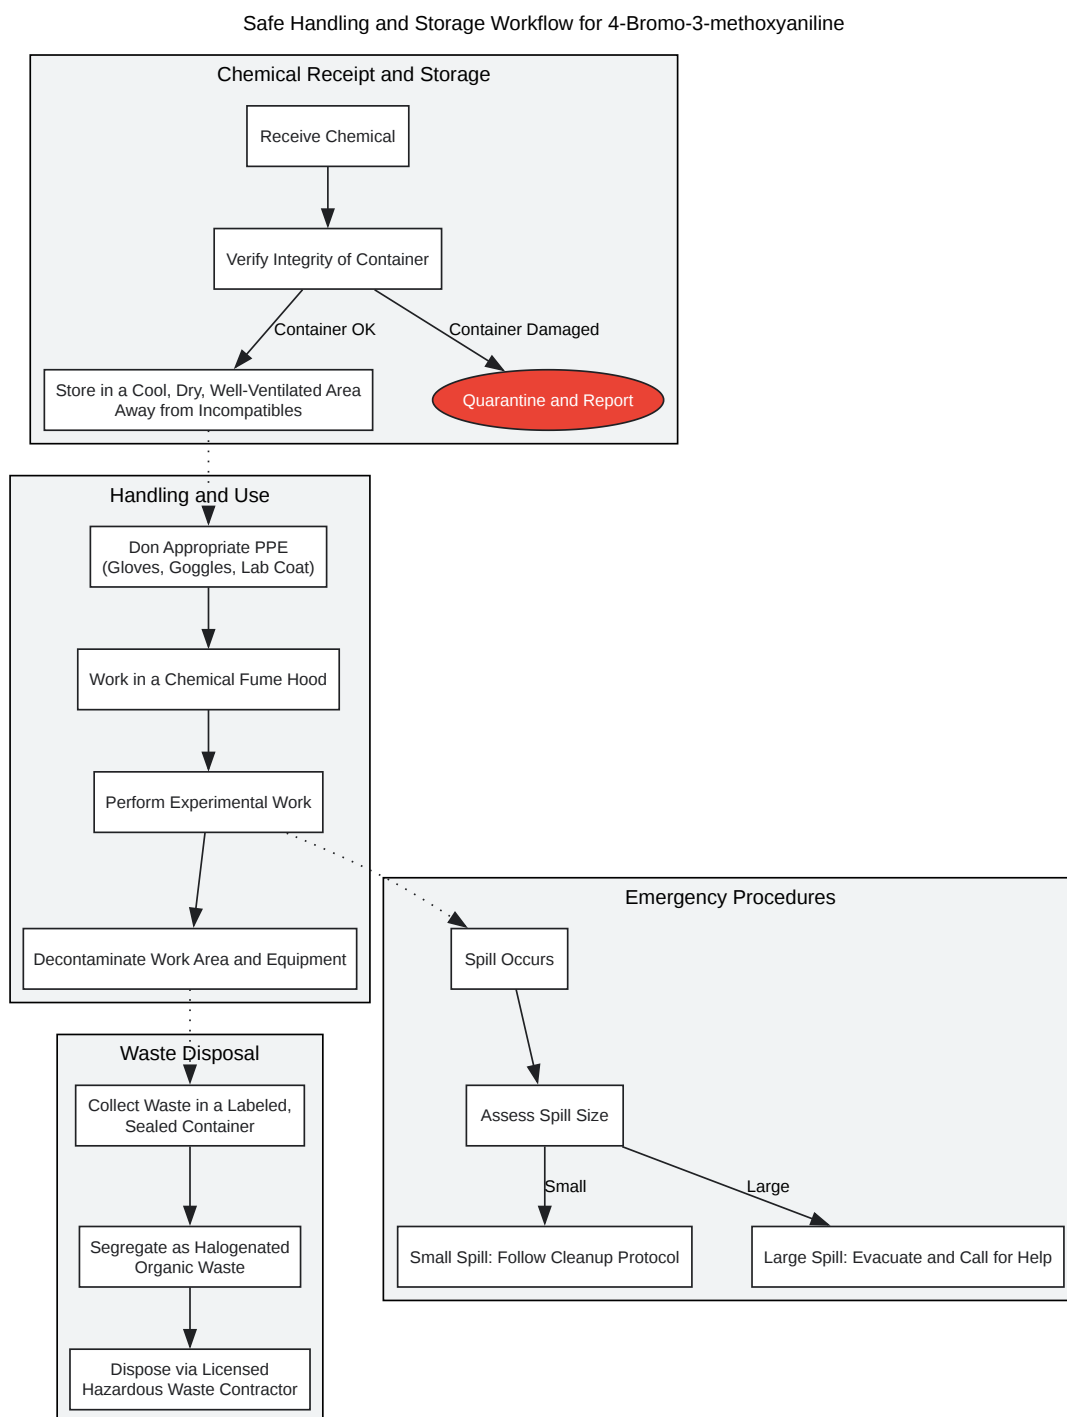 Safe Handling and Storage Workflow for 4-Bromo-3-methoxyaniline
Chemical Receipt and Storage
Receive Chemical
Verify Integrity of Container
Container OK
Container Damaged
Store in a Cool, Dry, Well-Ventilated Area
Away from Incompatibles
Quarantine and Report
Handling and Use
Don Appropriate PPE
(Gloves, Goggles, Lab Coat)
Work in a Chemical Fume Hood
Perform Experimental Work
Decontaminate Work Area and Equipment
Emergency Procedures
Spill Occurs
Assess Spill Size
Small
Large
Small Spill: Follow Cleanup Protocol
Large Spill: Evacuate and Call for Help
Waste Disposal
Collect Waste in a Labeled,
Sealed Container
Segregate as Halogenated
Organic Waste
Dispose via Licensed
Hazardous Waste Contractor